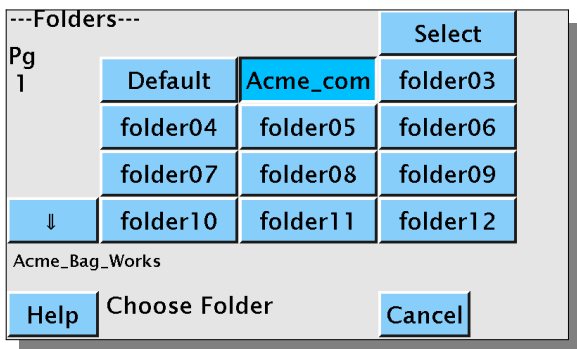 ---Folders---
Select
Pg
1
Default Acme_com folder03
folder04 folder05 folder06
folder07 folder08 folder09
⇓ folder10 folder11 folder12
Acme_Bag_Works
Help Choose Folder Cancel